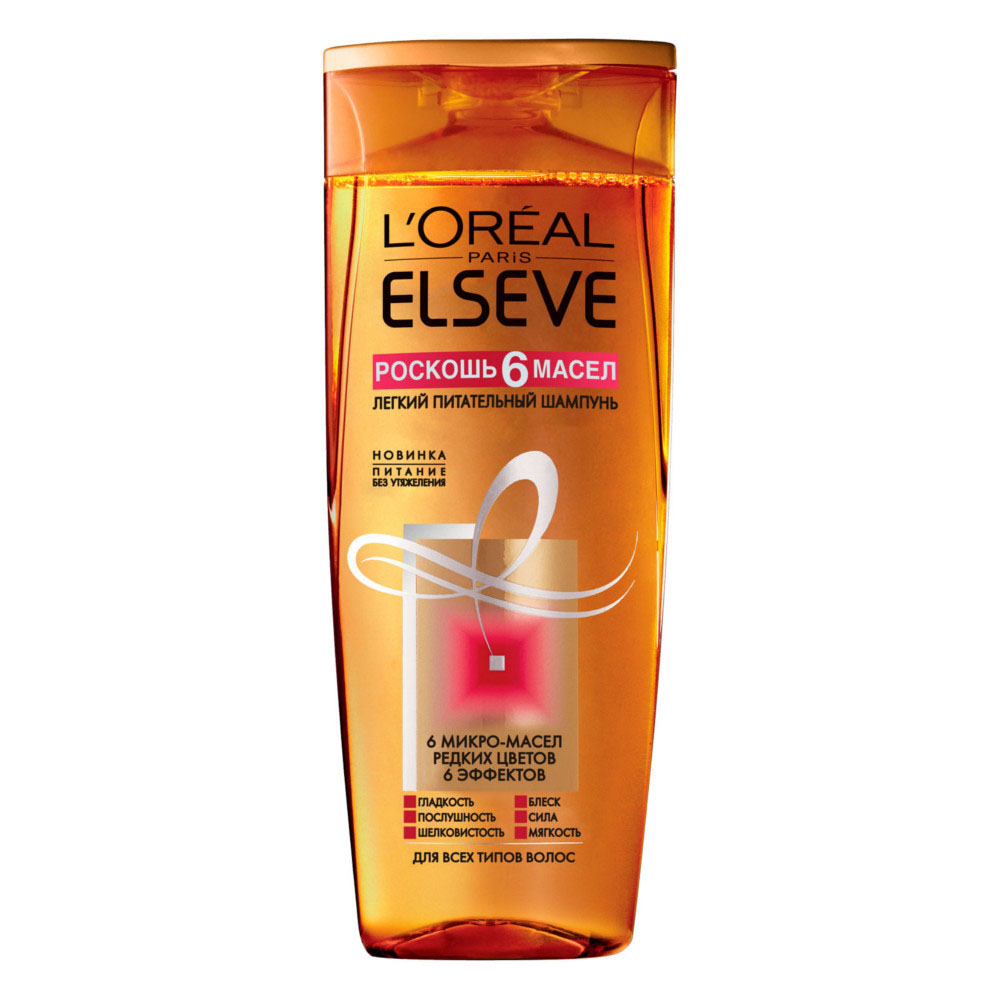 L'ORÉAL
PARIS
ELSEVE
РОСКОШЬ 6 МАСЕЛ
ЛЕГКИЙ ПИТАТЕЛЬНЫЙ ШАМПУНЬ
НОВИНКА
ПИТАНИЕ
БЕЗ УТЯЖЕЛЕНИЯ
6 МИКРО-МАСЕЛ
РЕДКИХ ЦВЕТОВ
6 ЭФФЕКТОВ
ГЛАДКОСТЬ БЛЕСК
ПОСЛУШНОСТЬ СИЛА
ШЕЛКОВИСТОСТЬ МЯГКОСТЬ
ДЛЯ ВСЕХ ТИПОВ ВОЛОС